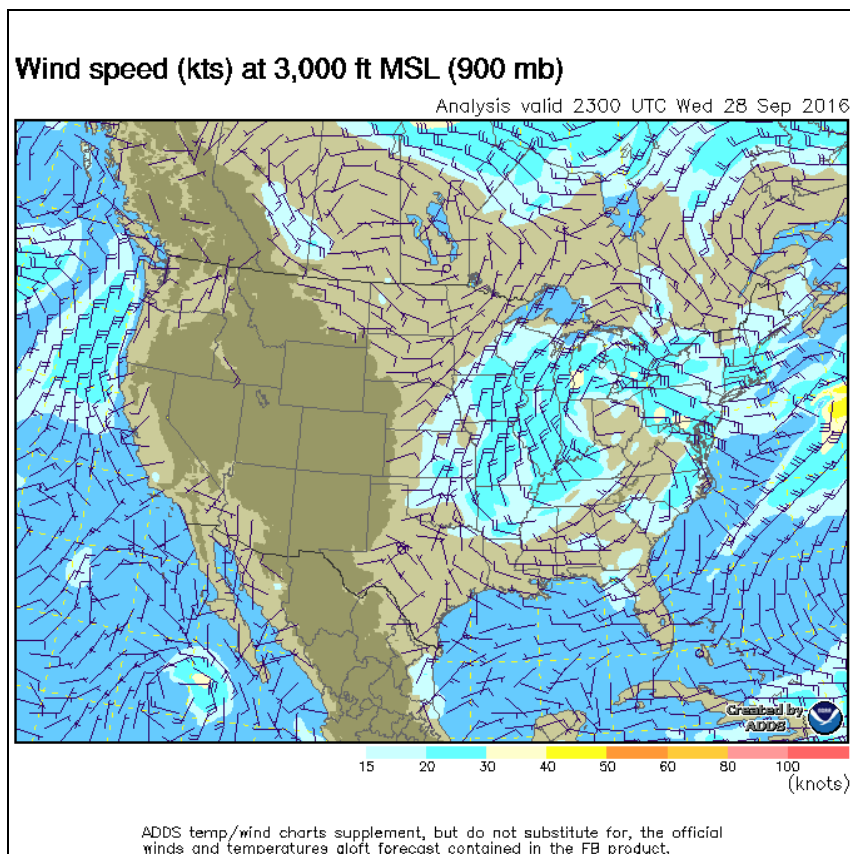 Wind speed (kts) at 3,000 ft MSL (900 mb)
Analysis valid 2300 UTC Wed 28 Sep 2016
Created by
ADDS
15 20 30 40 50 60 80 100
(knots)
ADDS temp/wind charts supplement, but do not substitute for, the official
winds and temperatures aloft forecast contained in the FB product.